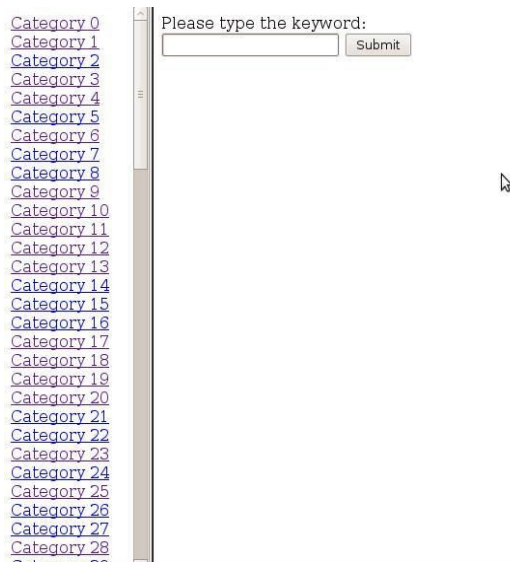 Category 0
Category 1
Category 2
Category 3
Category 4
Category 5
Category 6
Category 7
Category 8
Category 9
Category 10
Category 11
Category 12
Category 13
Category 14
Category 15
Category 16
Category 17
Category 18
Category 19
Category 20
Category 21
Category 22
Category 23
Category 24
Category 25
Category 26
Category 27
Category 28
Please type the keyword:
Submit